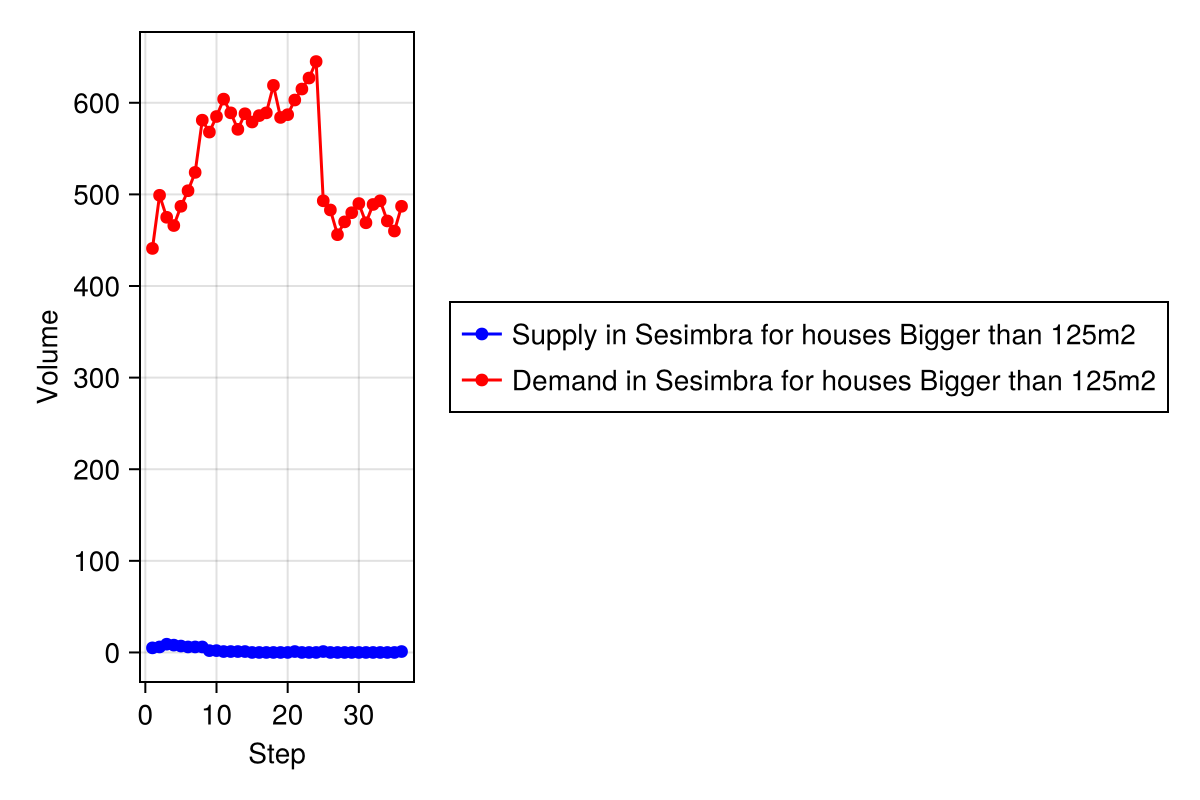 600
500
400
300
200
100
0
Volume
0 10 20 30
Step
Supply in Sesimbra for houses Bigger than 125m2
Demand in Sesimbra for houses Bigger than 125m2